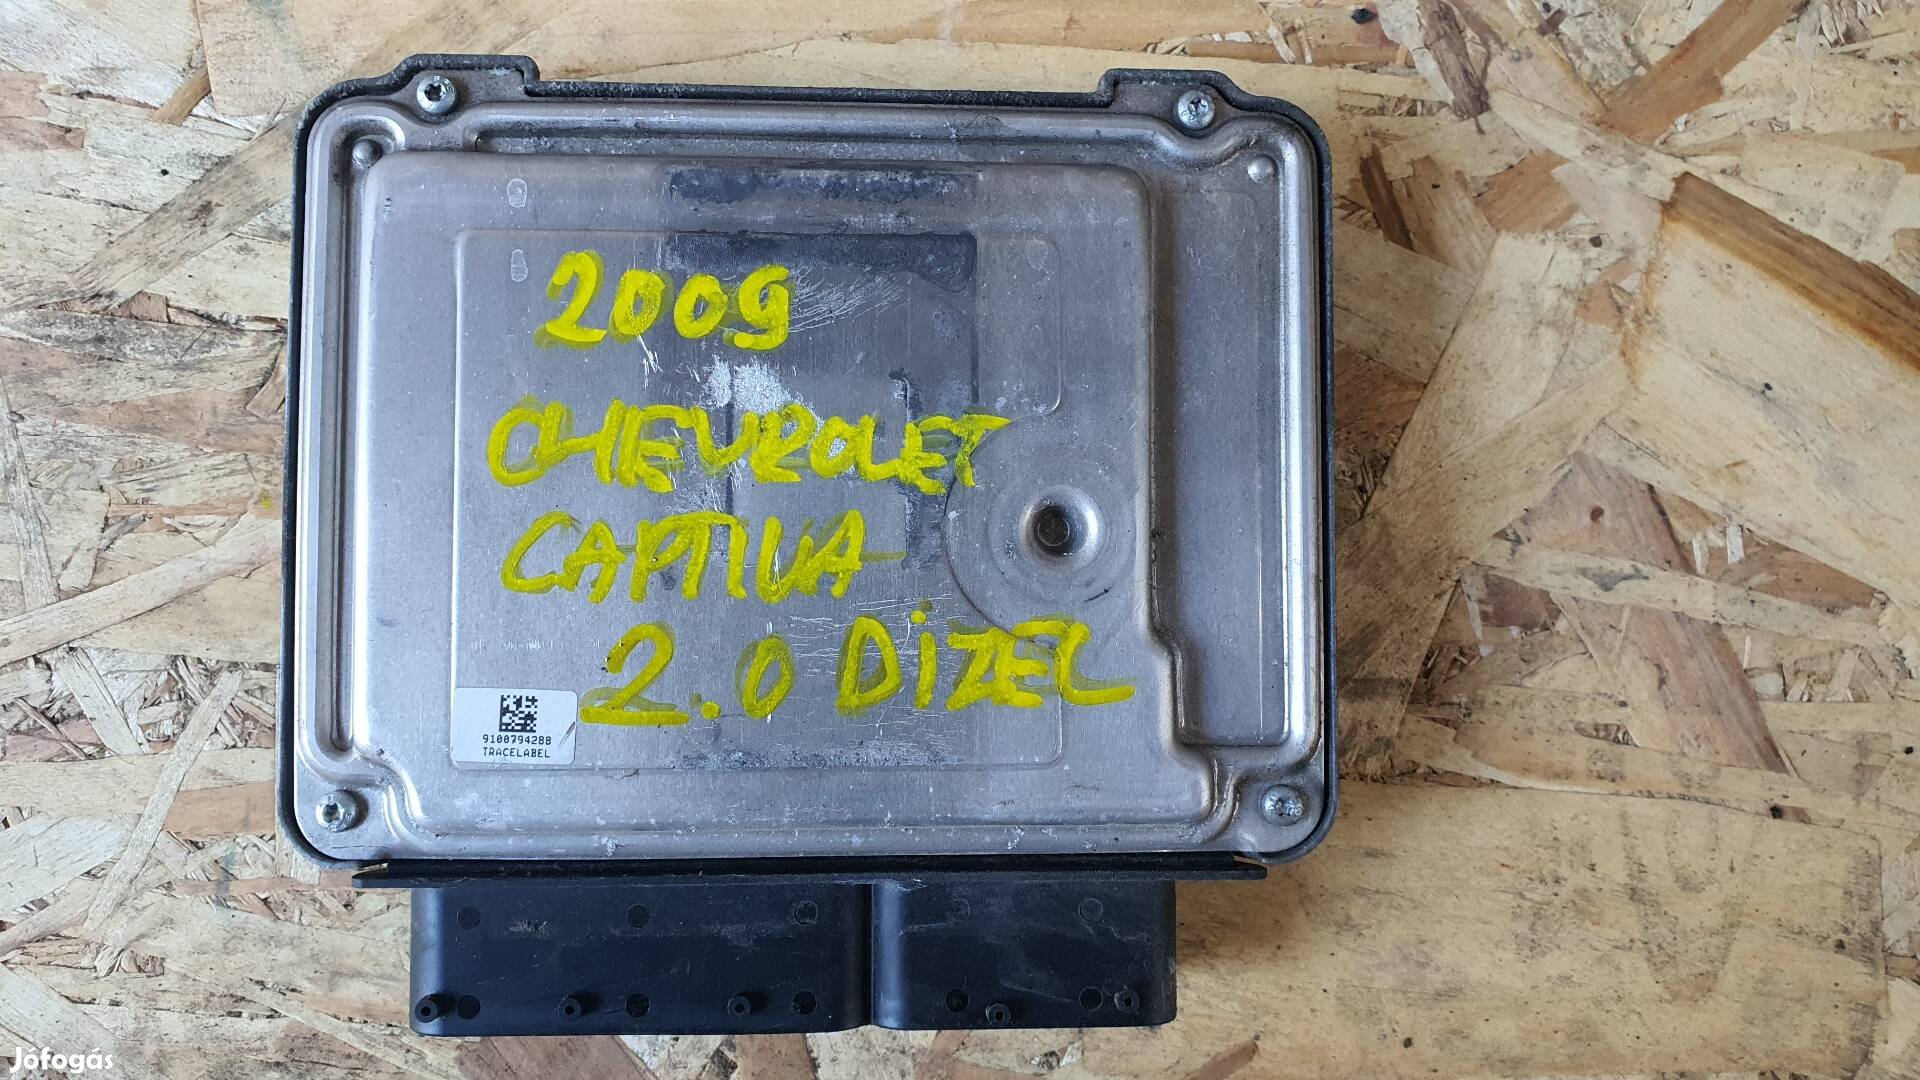 2009
CHEVROLET
CAPTIVA
2.0 DiZEL
9100794288
TRACELABEL
Jófogás